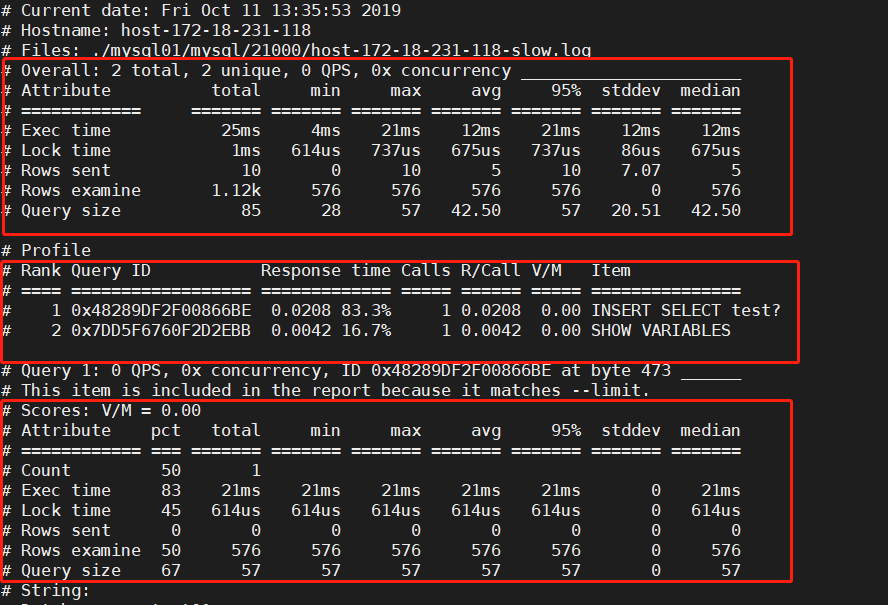 # Current date: Fri Oct 11 13:35:53 2019
# Hostname: host-172-18-231-118
# Files: ./mysql01/mysql/21000/host-172-18-231-118-slow.log
# Overall: 2 total, 2 unique, 0 QPS, 0x concurrency ______________________
# Attribute          total     min     max     avg     95%  stddev  median
# ============     ======= ======= ======= ======= ======= ======= =======
# Exec time           25ms     4ms    21ms    12ms    21ms    12ms    12ms
# Lock time            1ms   614us   737us   675us   737us    86us   675us
# Rows sent             10       0      10       5      10    7.07       5
# Rows examine       1.12k     576     576     576     576       0     576
# Query size            85      28      57   42.50      57   20.51   42.50
# Profile
# Rank Query ID           Response time Calls R/Call V/M   Item
# ==== ================== ============= ===== ====== ===== ===============
#    1 0x48289DF2F00866BE  0.0208 83.3%     1 0.0208  0.00 INSERT SELECT test?
#    2 0x7DD5F6760F2D2EBB  0.0042 16.7%     1 0.0042  0.00 SHOW VARIABLES
# Query 1: 0 QPS, 0x concurrency, ID 0x48289DF2F00866BE at byte 473 ______
# This item is included in the report because it matches --limit.
# Scores: V/M = 0.00
# Attribute    pct   total     min     max     avg     95%  stddev  median
# ============ === ======= ======= ======= ======= ======= ======= =======
# Count         50       1
# Exec time     83    21ms    21ms    21ms    21ms    21ms       0    21ms
# Lock time     45   614us   614us   614us   614us   614us       0   614us
# Rows sent      0       0       0       0       0       0       0       0
# Rows examine  50     576     576     576     576     576       0     576
# Query size    67      57      57      57      57      57       0      57
# String: